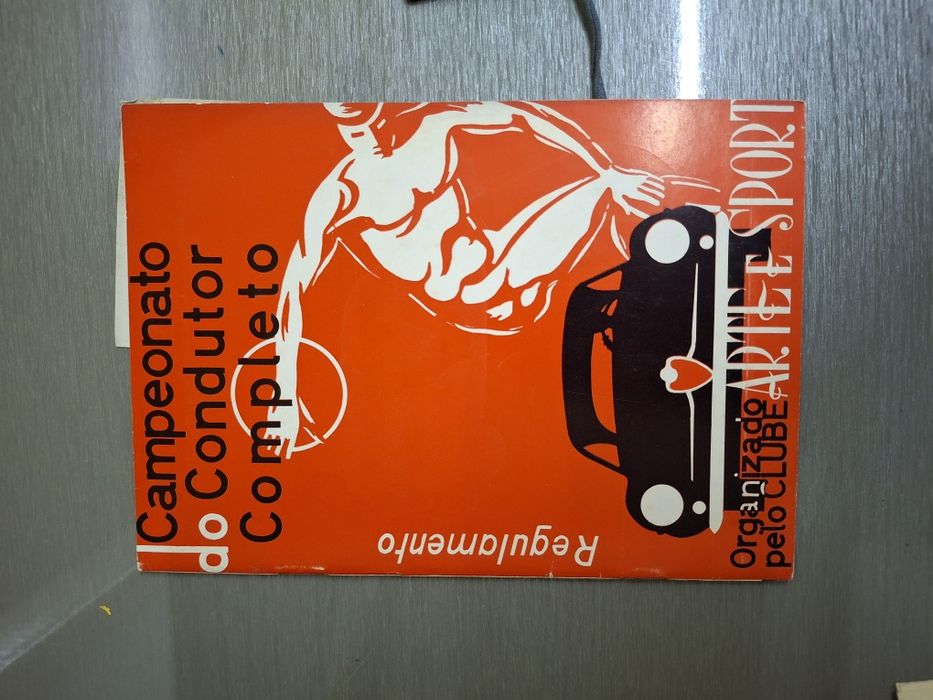 Campeonato
do Condutor
Completo
Regulamento
Organizado
pelo CLUBE ARTE E SPORT